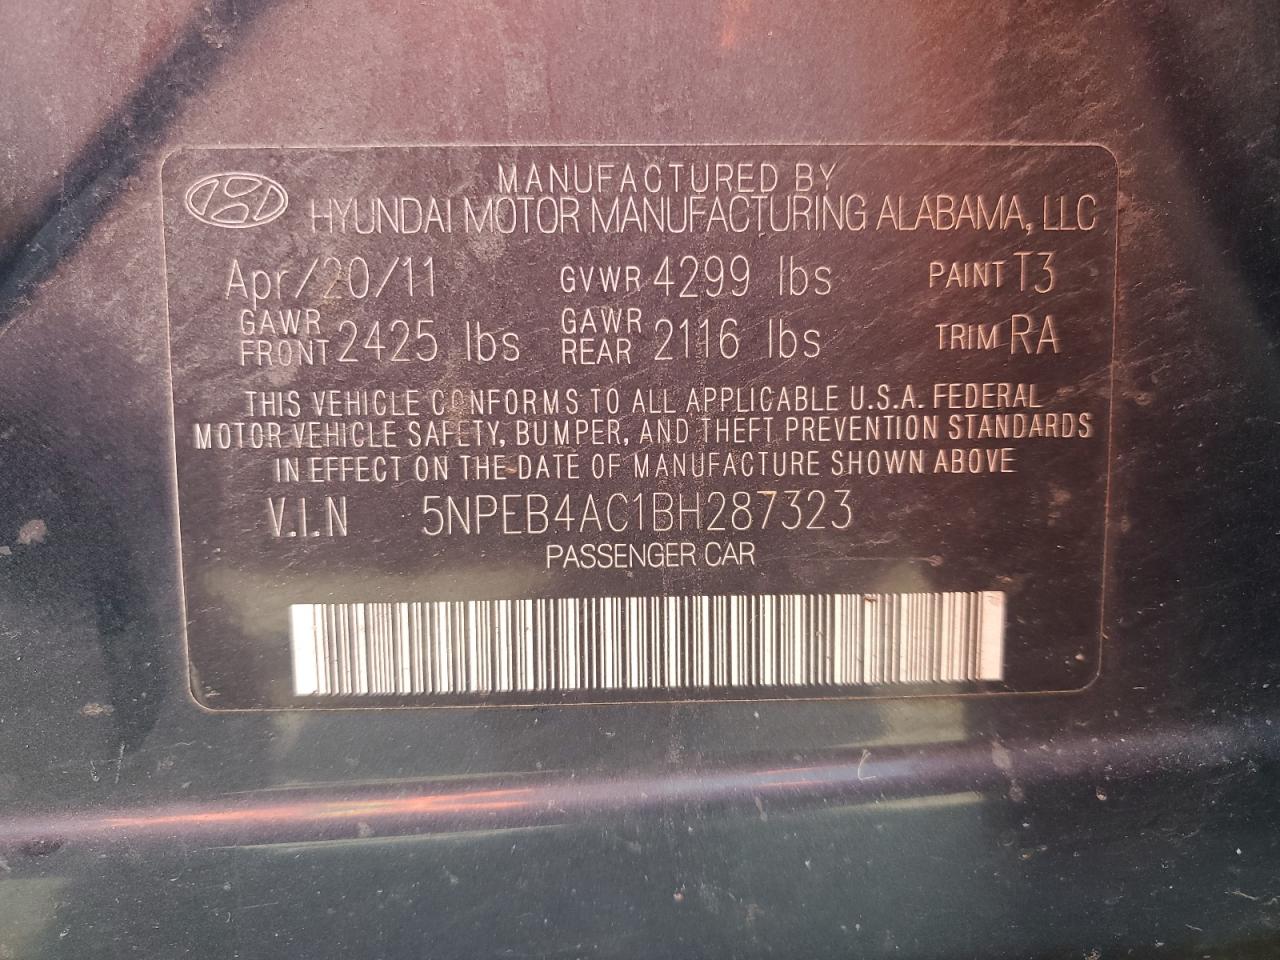 MANUFACTURED BY
HYUNDAI MOTOR MANUFACTURING ALABAMA, LLC
Apr/20/11 GVWR 4299 lbs PAINT T3
GAWR FRONT 2425 lbs GAWR REAR 2116 lbs TRIM RA
THIS VEHICLE CONFORMS TO ALL APPLICABLE U.S.A. FEDERAL
MOTOR VEHICLE SAFETY, BUMPER, AND THEFT PREVENTION STANDARDS
IN EFFECT ON THE DATE OF MANUFACTURE SHOWN ABOVE
V.I.N 5NPEB4AC1BH287323
PASSENGER CAR